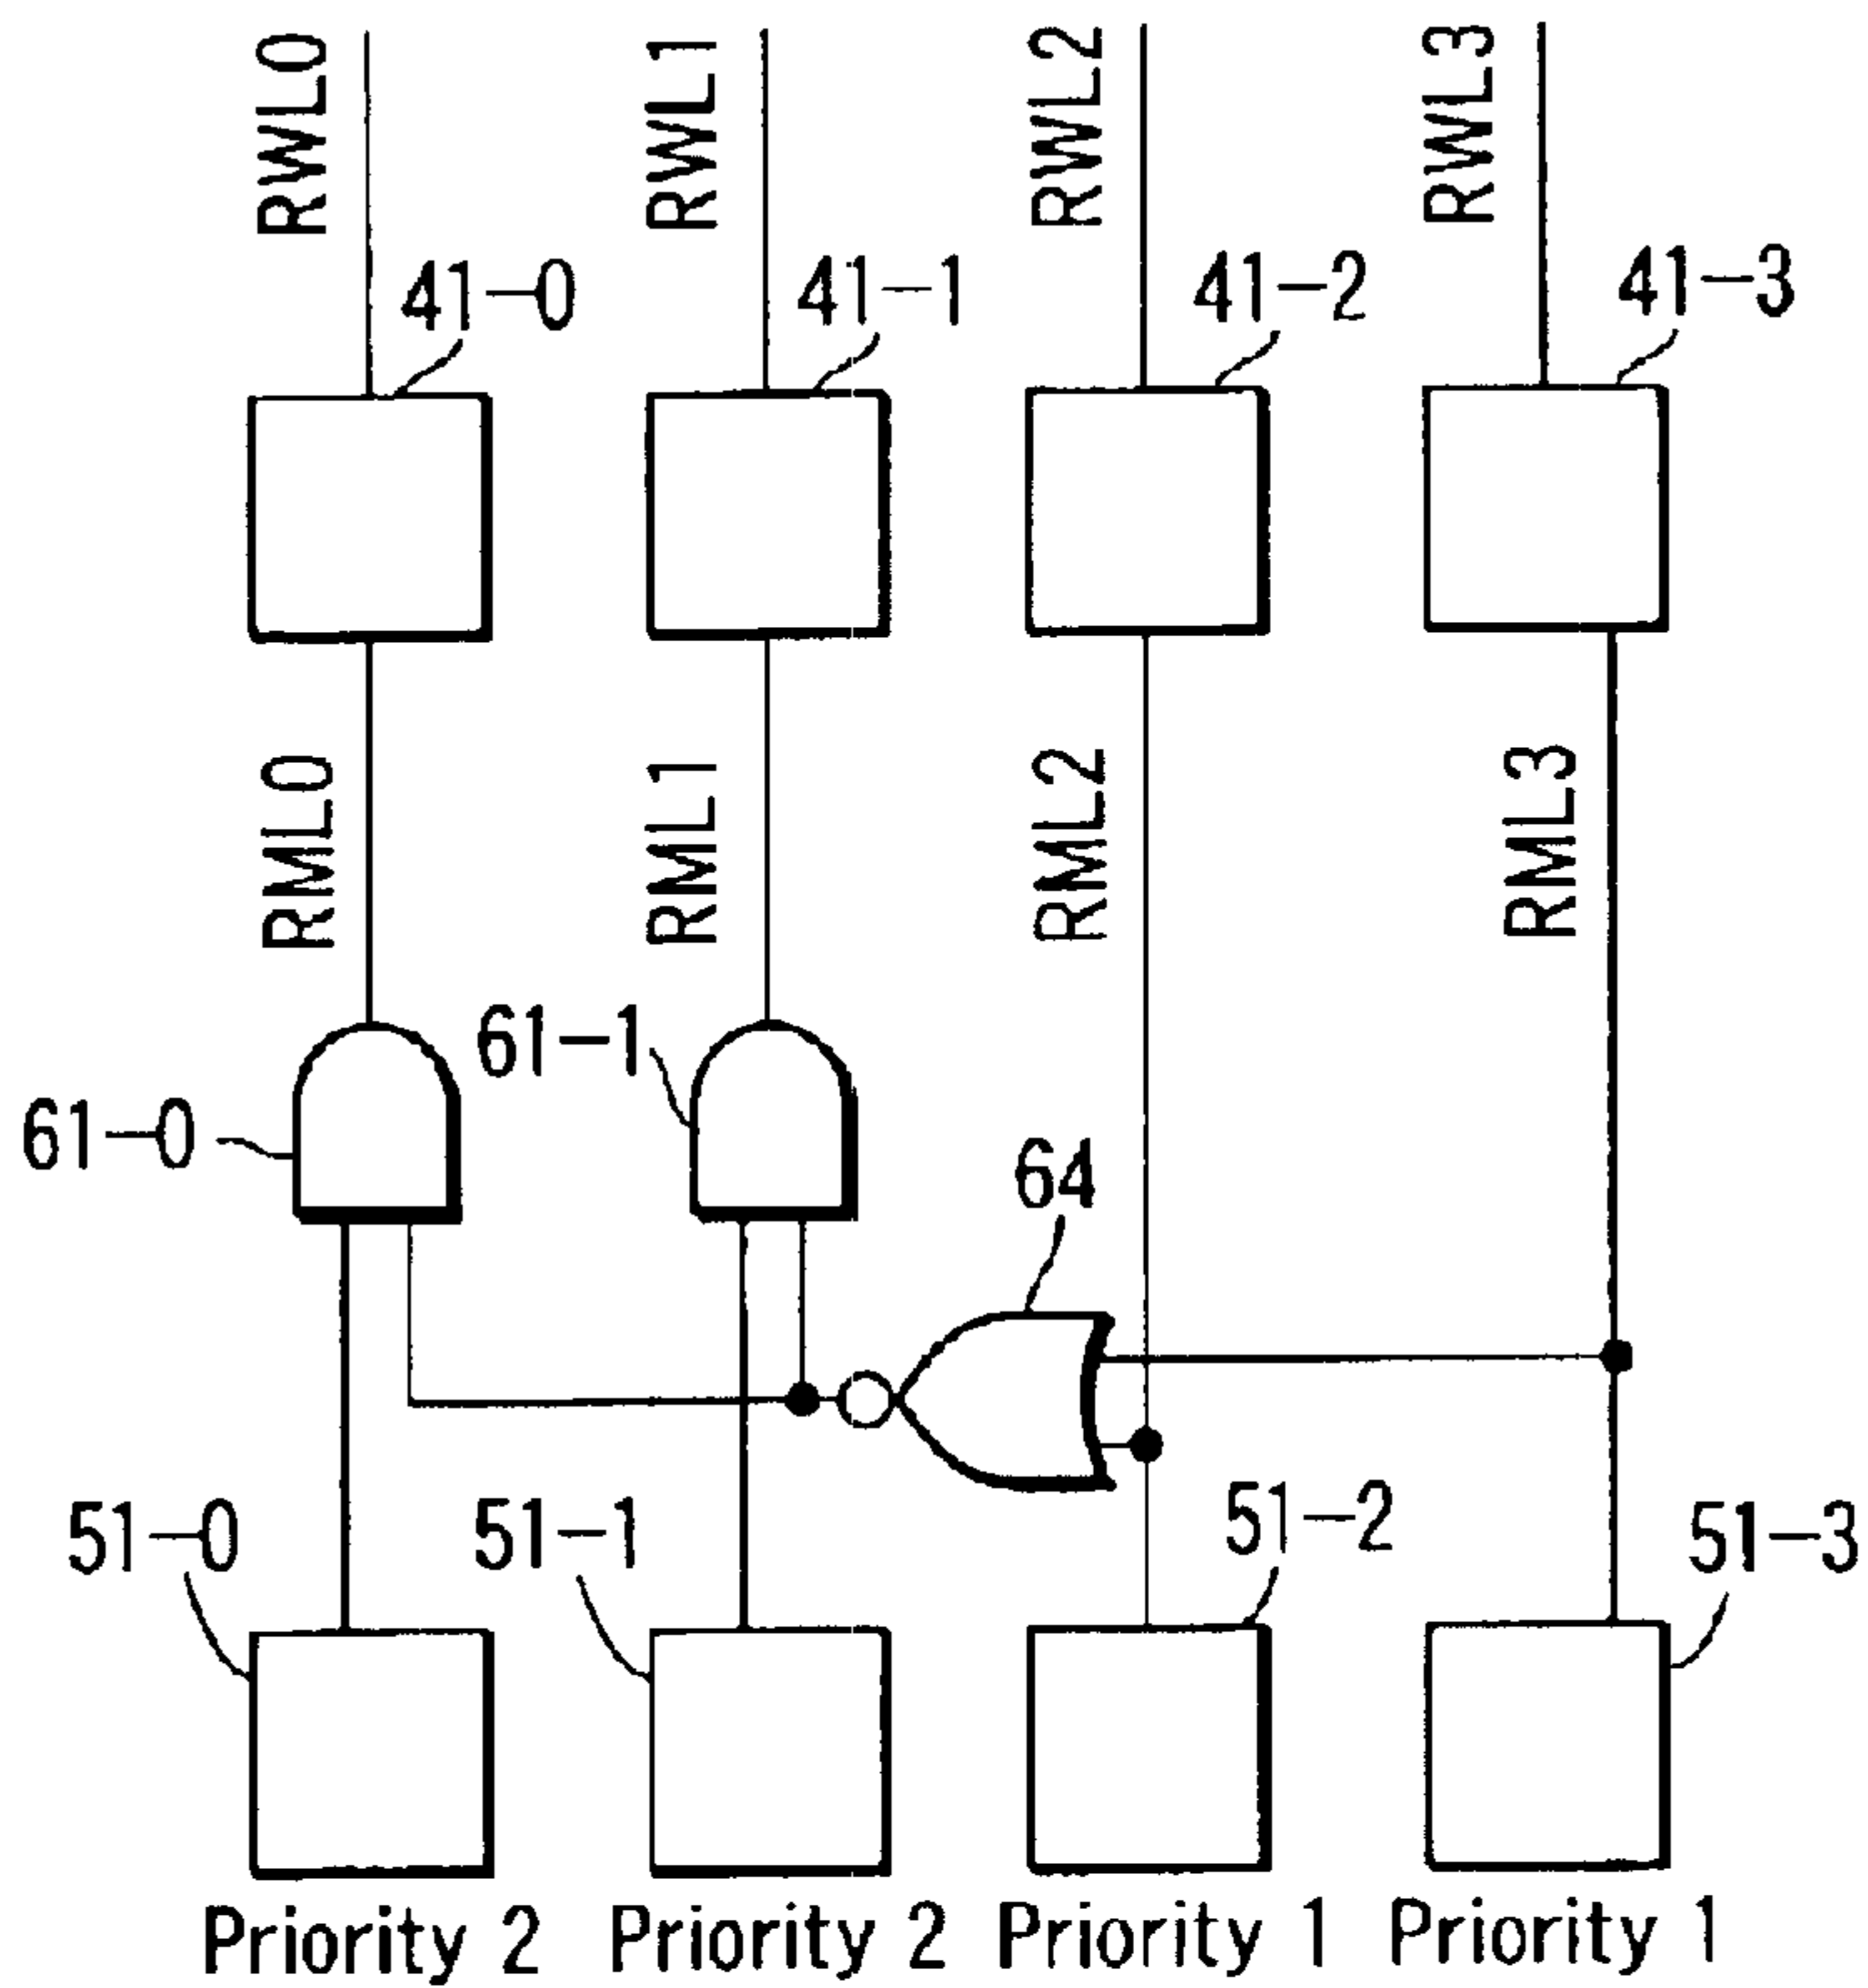 RWL0
RWL1
RWL2
RWL3
41-0
41-1
41-2
41-3
RML0
RML1
RML2
RML3
61-1
61-0
64
51-0
51-1
51-2
51-3
Priority 2
Priority 2
Priority 1
Priority 1